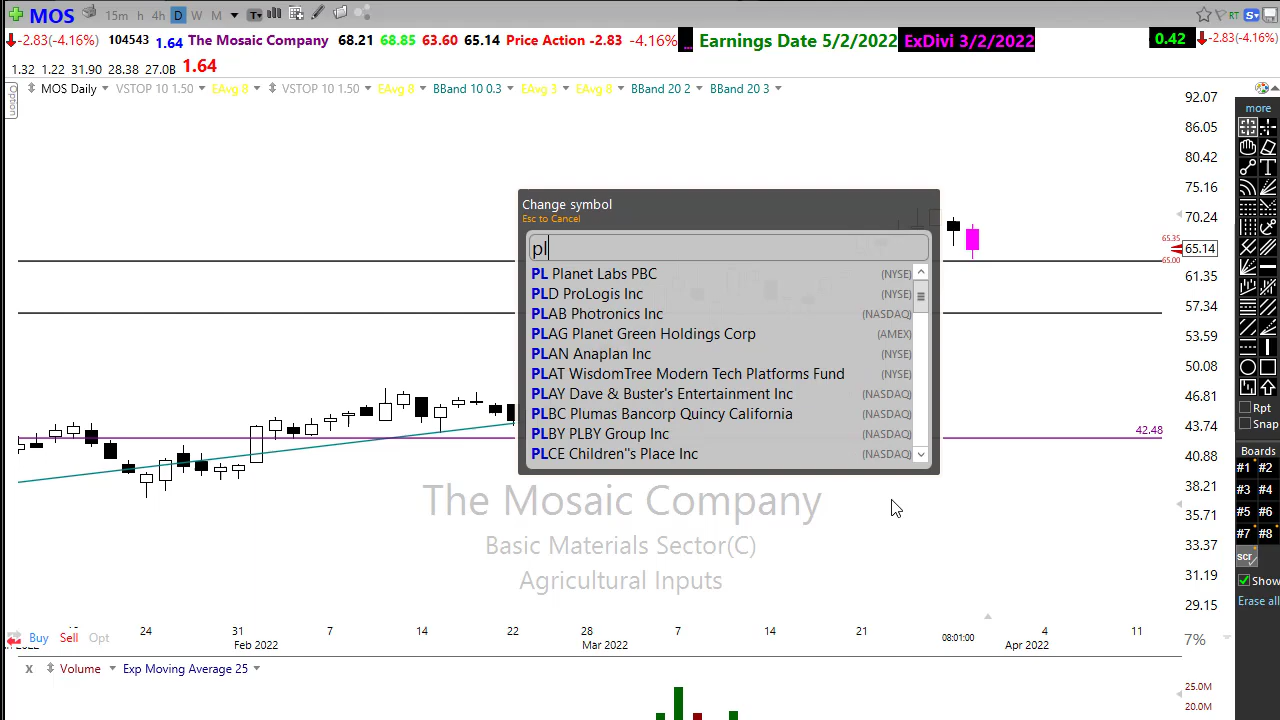 MOS 15m h 4h D W M T RT S
-2.83(-4.16%) 104543 1.64 The Mosaic Company 68.21 68.85 63.60 65.14 Price Action -2.83 -4.16% ... Earnings Date 5/2/2022 ExDivi 3/2/2022 0.42 -2.83(-4.16%)
1.32 1.22 31.90 28.38 27.0B 1.64
Option
MOS Daily VSTOP 10 1.50 EAvg 8 VSTOP 10 1.50 EAvg 8 BBand 10 0.3 EAvg 3 EAvg 8 BBand 20 2 BBand 20 3
92.07
86.05
80.42
75.16
70.24
65.35
65.14
65.00
61.35
57.34
53.59
50.08
46.81
43.74
42.48
40.88
38.21
35.71
33.37
31.19
29.15
7%
Change symbol
Esc to Cancel
pl
PL Planet Labs PBC (NYSE)
PLD ProLogis Inc (NYSE)
PLAB Photronics Inc (NASDAQ)
PLAG Planet Green Holdings Corp (AMEX)
PLAN Anaplan Inc (NYSE)
PLAT WisdomTree Modern Tech Platforms Fund (NYSE)
PLAY Dave & Buster's Entertainment Inc (NASDAQ)
PLBC Plumas Bancorp Quincy California (NASDAQ)
PLBY PLBY Group Inc (NASDAQ)
PLCE Children"s Place Inc (NASDAQ)
The Mosaic Company
Basic Materials Sector(C)
Agricultural Inputs
more
T
Rpt
Snap
Boards
#1 #2
#3 #4
#5 #6
#7 #8
scr
Show
Erase all
Buy Sell Opt
24 31 7 14 22 28 7 14 21 08:01:00 4 11
2022 Feb 2022 Mar 2022 Apr 2022
x Volume Exp Moving Average 25
25.0M
20.0M